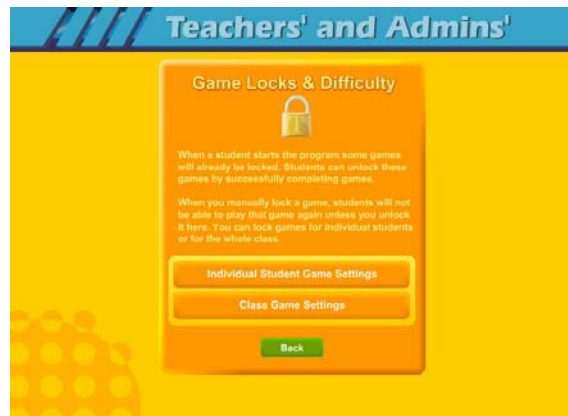 Teachers' and Admins'
Game Locks & Difficulty
When a student starts the program some games
will already be locked. Students can unlock these
games by successfully completing games.
When you manually lock a game, students will not
be able to play that game again unless you unlock
it here. You can lock games for individual students
or for the whole class.
Individual Student Game Settings
Class Game Settings
Back